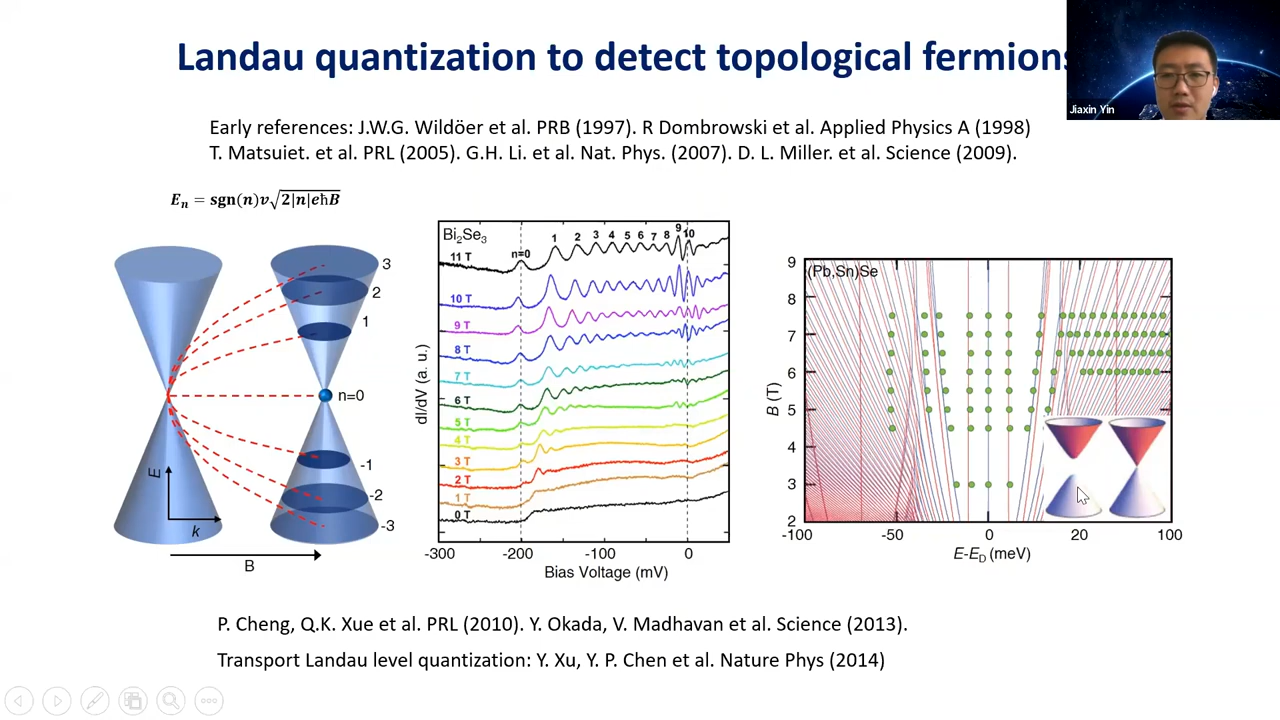 Landau quantization to detect topological fermions
Jiaxin Yin
Early references: J.W.G. Wildöer et al. PRB (1997). R Dombrowski et al. Applied Physics A (1998)
T. Matsuiet. et al. PRL (2005). G.H. Li. et al. Nat. Phys. (2007). D. L. Miller. et al. Science (2009).
E_n = sgn(n)v√2|n|eħB
3
2
1
n=0
-1
-2
-3
E
k
B
Bi₂Se₃
n=0 1 2 3 4 5 6 7 8 9 10
11 T
10 T
9 T
8 T
7 T
6 T
5 T
4 T
3 T
2 T
1 T
0 T
dI/dV (a. u.)
-300 -200 -100 0
Bias Voltage (mV)
(Pb,Sn)Se
9
8
7
6
5
4
3
2
B (T)
-100 -50 0 20 100
E-E_D (meV)
P. Cheng, Q.K. Xue et al. PRL (2010). Y. Okada, V. Madhavan et al. Science (2013).
Transport Landau level quantization: Y. Xu, Y. P. Chen et al. Nature Phys (2014)